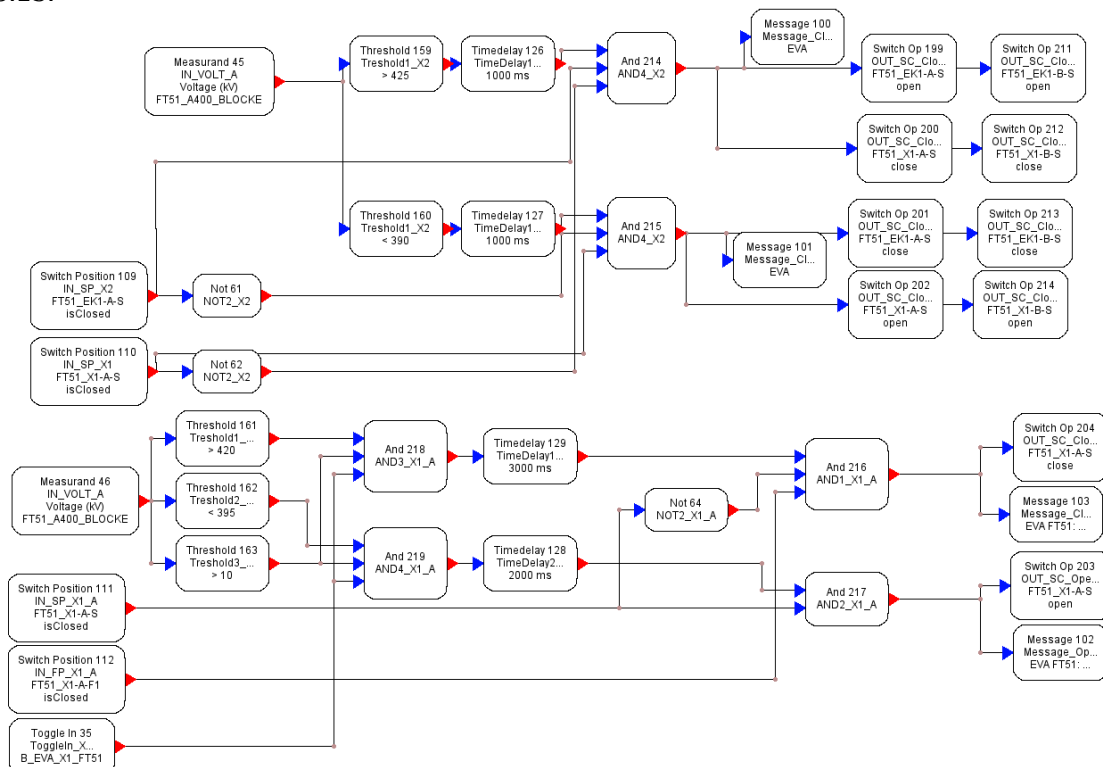 Measurand 45
IN_VOLT_A
Voltage (kV)
FT51_A400_BLOCKE
Threshold 159
Treshold1_X2
> 425
Timedelay 126
TimeDelay1...
1000 ms
And 214
AND4_X2
Message 100
Message_Cl...
EVA
Switch Op 199
OUT_SC_Clo...
FT51_EK1-A-S
open
Switch Op 211
OUT_SC_Clo...
FT51_EK1-B-S
open
Switch Op 200
OUT_SC_Clo...
FT51_X1-A-S
close
Switch Op 212
OUT_SC_Clo...
FT51_X1-B-S
close
Threshold 160
Treshold1_X2
< 390
Timedelay 127
TimeDelay1...
1000 ms
And 215
AND4_X2
Message 101
Message_Cl...
EVA
Switch Op 201
OUT_SC_Clo...
FT51_EK1-A-S
close
Switch Op 213
OUT_SC_Clo...
FT51_EK1-B-S
close
Switch Op 202
OUT_SC_Clo...
FT51_X1-A-S
open
Switch Op 214
OUT_SC_Clo...
FT51_X1-B-S
open
Switch Position 109
IN_SP_X2
FT51_EK1-A-S
isClosed
Not 61
NOT2_X2
Switch Position 110
IN_SP_X1
FT51_X1-A-S
isClosed
Not 62
NOT2_X2
Measurand 46
IN_VOLT_A
Voltage (kV)
FT51_A400_BLOCKE
Threshold 161
Treshold1_...
> 420
Threshold 162
Treshold2_...
< 395
Threshold 163
Treshold3_...
> 10
And 218
AND3_X1_A
Timedelay 129
TimeDelay1...
3000 ms
And 219
AND4_X1_A
Timedelay 128
TimeDelay2...
2000 ms
Not 64
NOT2_X1_A
And 216
AND1_X1_A
And 217
AND2_X1_A
Switch Op 204
OUT_SC_Clo...
FT51_X1-A-S
close
Message 103
Message_Cl...
EVA FT51: ...
Switch Op 203
OUT_SC_Ope...
FT51_X1-A-S
open
Message 102
Message_Op...
EVA FT51: ...
Switch Position 111
IN_SP_X1_A
FT51_X1-A-S
isClosed
Switch Position 112
IN_FP_X1_A
FT51_X1-A-F1
isClosed
Toggle In 35
ToggleIn_X...
B_EVA_X1_FT51